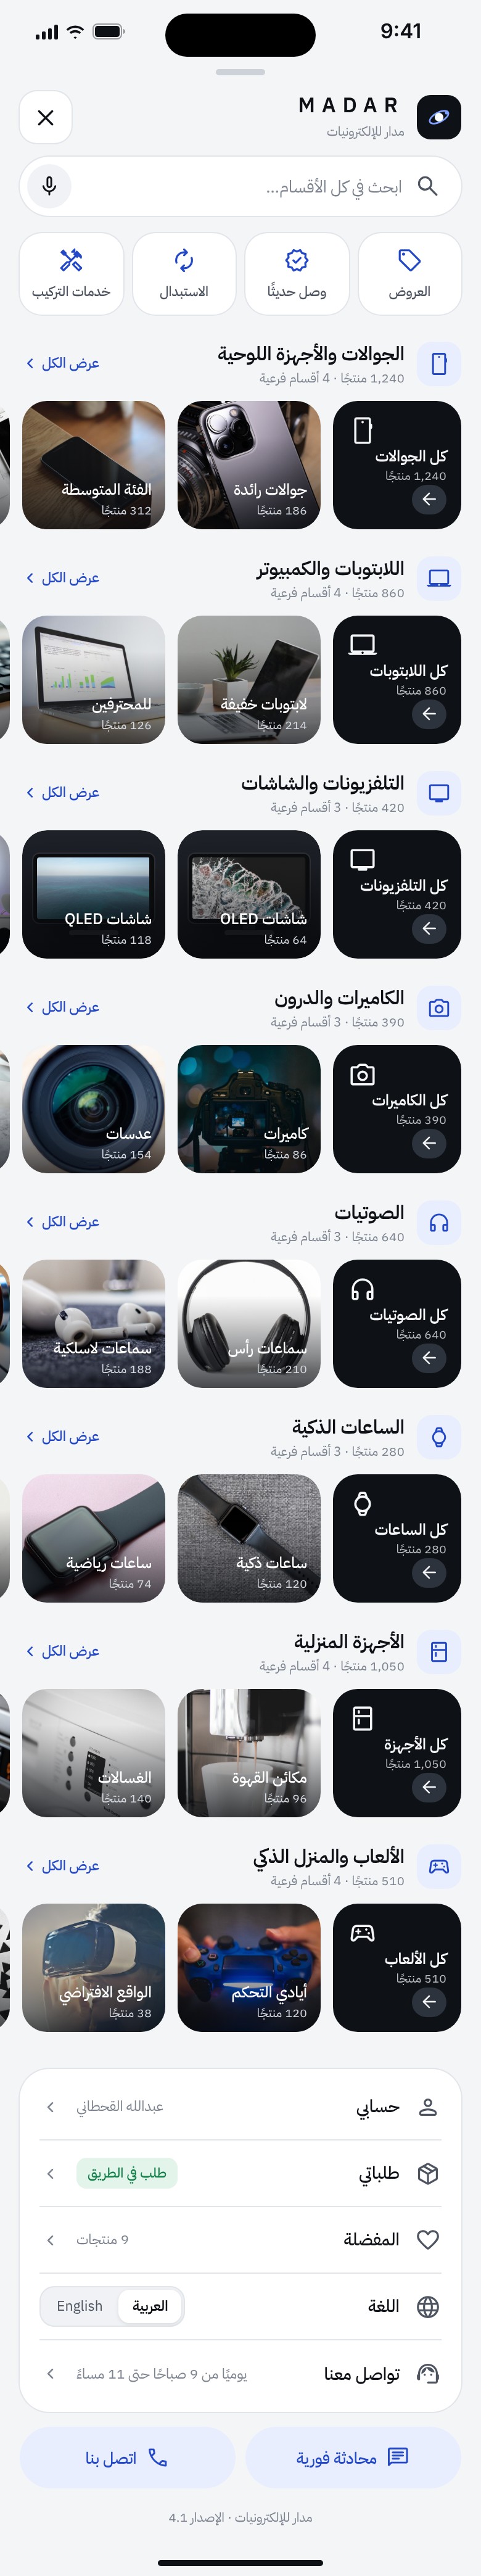 9:41
MADAR
مدار للإلكترونيات
ابحث في كل الأقسام...
العروض
وصل حديثًا
الاستبدال
خدمات التركيب
الجوالات والأجهزة اللوحية
عرض الكل
1,240 منتجًا · 4 أقسام فرعية
كل الجوالات
1,240 منتجًا
جوالات رائدة
186 منتجًا
الفئة المتوسطة
312 منتجًا
اللابتوبات والكمبيوتر
عرض الكل
860 منتجًا · 4 أقسام فرعية
كل اللابتوبات
860 منتجًا
لابتوبات خفيفة
214 منتجًا
للمحترفين
126 منتجًا
التلفزيونات والشاشات
عرض الكل
420 منتجًا · 3 أقسام فرعية
كل التلفزيونات
420 منتجًا
شاشات OLED
64 منتجًا
شاشات QLED
118 منتجًا
الكاميرات والدرون
عرض الكل
390 منتجًا · 3 أقسام فرعية
كل الكاميرات
390 منتجًا
كاميرات
86 منتجًا
عدسات
154 منتجًا
الصوتيات
عرض الكل
640 منتجًا · 3 أقسام فرعية
كل الصوتيات
640 منتجًا
سماعات رأس
210 منتجًا
سماعات لاسلكية
188 منتجًا
الساعات الذكية
عرض الكل
280 منتجًا · 3 أقسام فرعية
كل الساعات
280 منتجًا
ساعات ذكية
120 منتجًا
ساعات رياضية
74 منتجًا
الأجهزة المنزلية
عرض الكل
1,050 منتجًا · 4 أقسام فرعية
كل الأجهزة
1,050 منتجًا
مكائن القهوة
96 منتجًا
الغسالات
140 منتجًا
الألعاب والمنزل الذكي
عرض الكل
510 منتجًا · 4 أقسام فرعية
كل الألعاب
510 منتجًا
أيادي التحكم
120 منتجًا
الواقع الافتراضي
38 منتجًا
حسابي
عبدالله القحطاني
طلباتي
طلب في الطريق
المفضلة
9 منتجات
اللغة
العربية
English
تواصل معنا
يوميًا من 9 صباحًا حتى 11 مساءً
محادثة فورية
اتصل بنا
مدار للإلكترونيات · الإصدار 4.1